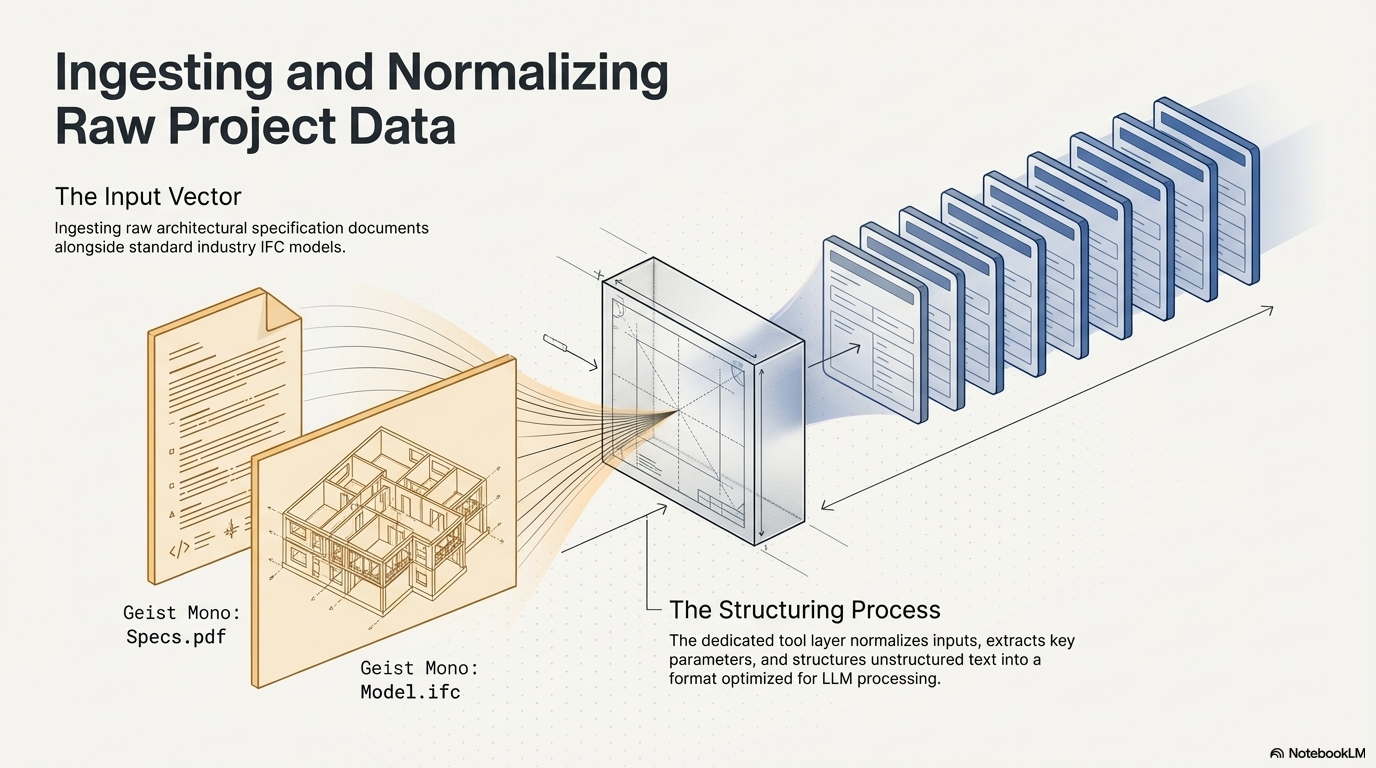 Ingesting and Normalizing
Raw Project Data
The Input Vector
Ingesting raw architectural specification documents
alongside standard industry IFC models.
</>
Geist Mono:
Specs.pdf
Geist Mono:
Model.ifc
The Structuring Process
The dedicated tool layer normalizes inputs, extracts key
parameters, and structures unstructured text into a
format optimized for LLM processing.
NotebookLM